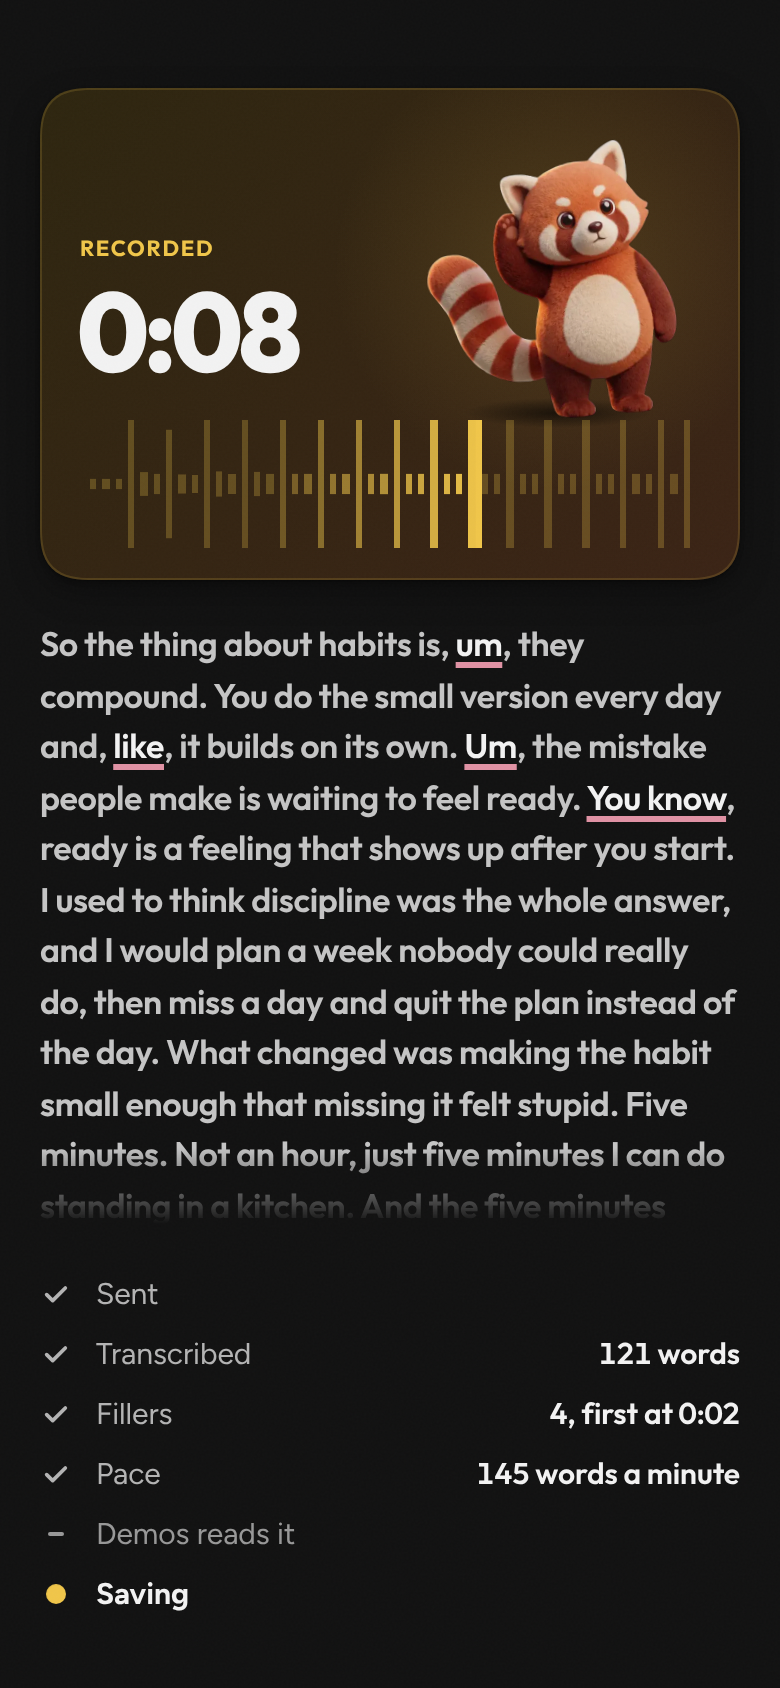 RECORDED
0:08
So the thing about habits is, um, they
compound. You do the small version every day
and, like, it builds on its own. Um, the mistake
people make is waiting to feel ready. You know,
ready is a feeling that shows up after you start.
I used to think discipline was the whole answer,
and I would plan a week nobody could really
do, then miss a day and quit the plan instead of
the day. What changed was making the habit
small enough that missing it felt stupid. Five
minutes. Not an hour, just five minutes I can do
standing in a kitchen. And the five minutes
Sent
Transcribed 121 words
Fillers 4, first at 0:02
Pace 145 words a minute
Demos reads it
Saving